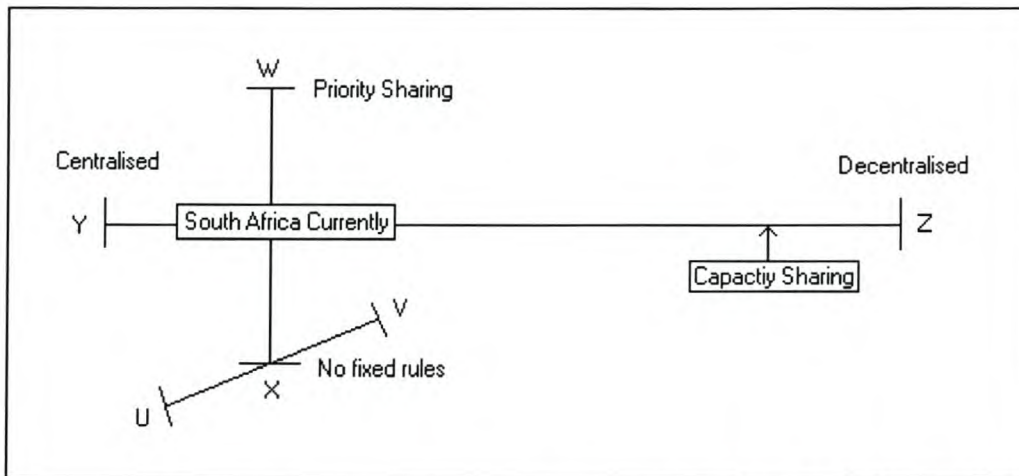 W
Priority Sharing
Centralised
Decentralised
Y
South Africa Currently
Z
Capactiy Sharing
V
No fixed rules
X
U